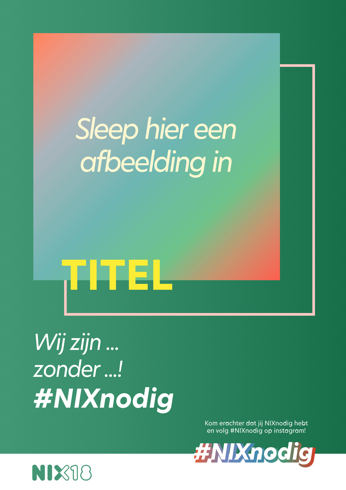 Sleep hier een
afbeelding in
TITEL
Wij zijn ...
zonder ...!
#NIXnodig
Kom erachter dat jij NIXnodig hebt
en volg #NIXnodig op instagram!
#NIXnodig
NIX18